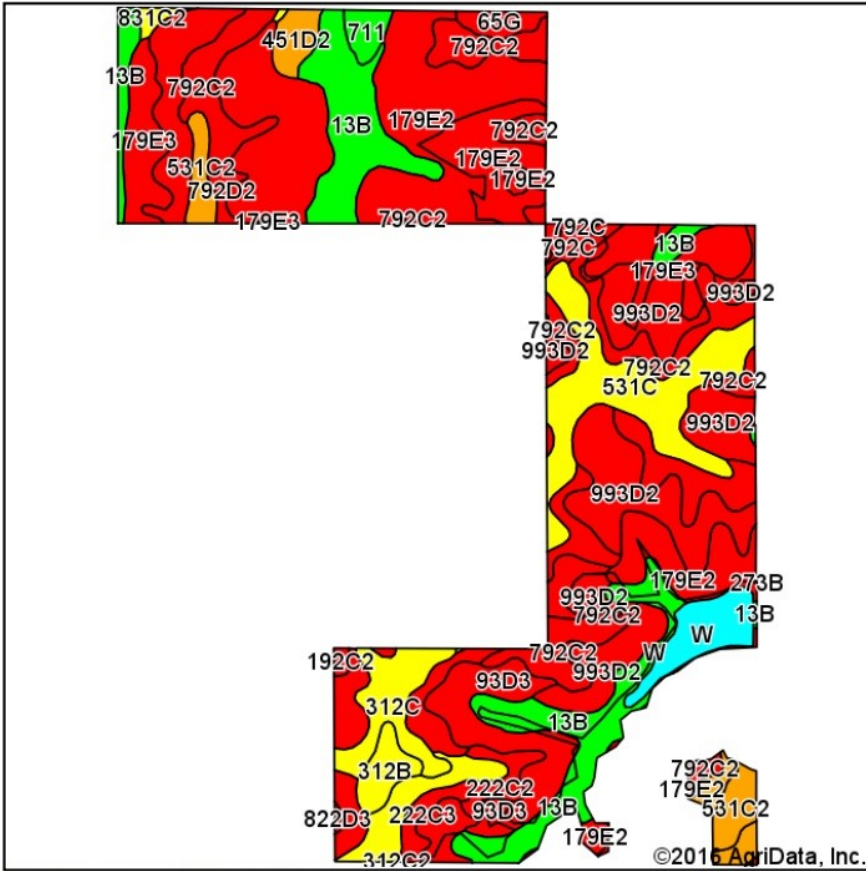 831C2
65G
711
451D2
792C2
13B
792C2
13B
179E2
792C2
179E3
179E2
531C2
179E2
792D2
179E3
792C2
792C
13B
792C
179E3
993D2
993D2
792C2
993D2
792C2
531C
792C2
993D2
993D2
179E2
273B
993D2
13B
792C2
W
W
792C2
192C2
993D2
93D3
312C
13B
792C2
312B
222C2
179E2
93D3
13B
531C2
822D3
222C3
179E2
312C2
©2016 AgriData, Inc.